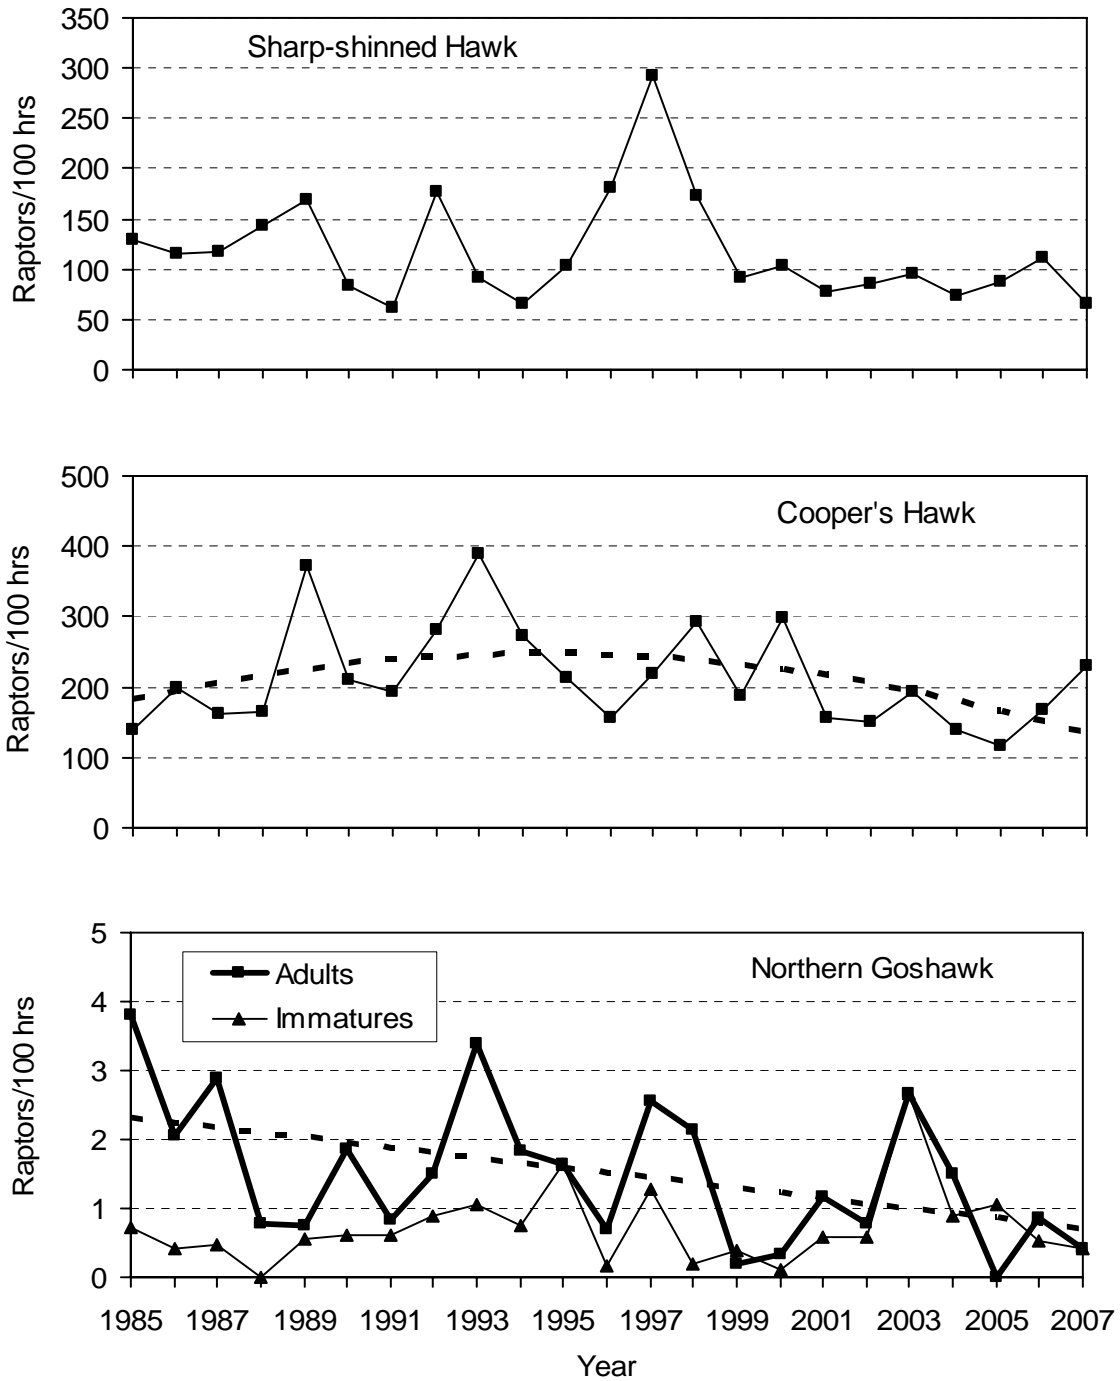 350
300
250
200
150
100
50
0
Raptors/100 hrs
Sharp-shinned Hawk
500
400
300
200
100
0
Raptors/100 hrs
Cooper's Hawk
5
4
3
2
1
0
Raptors/100 hrs
Adults
Immatures
Northern Goshawk
1985 1987 1989 1991 1993 1995 1997 1999 2001 2003 2005 2007
Year